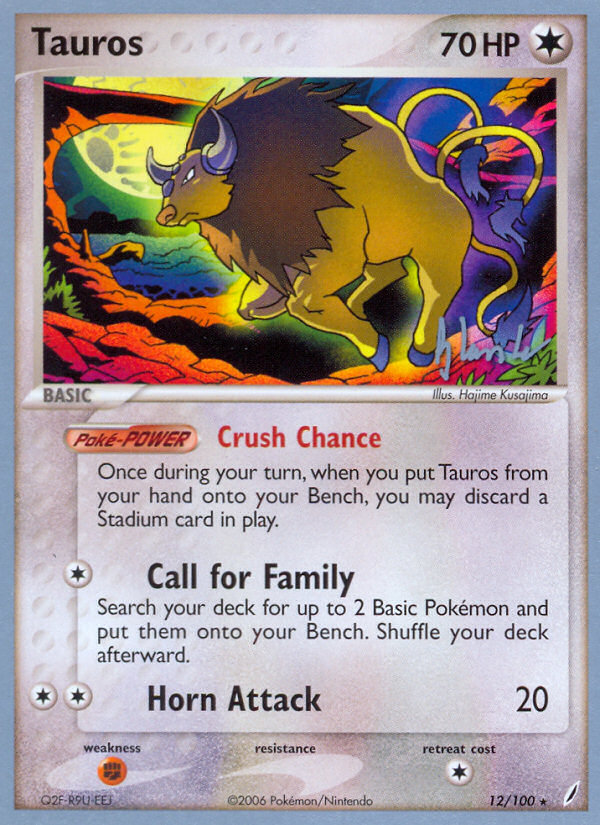 Tauros
70 HP
BASIC
Illus. Hajime Kusajima
Poké-POWER Crush Chance
Once during your turn, when you put Tauros from
your hand onto your Bench, you may discard a
Stadium card in play.
Call for Family
Search your deck for up to 2 Basic Pokémon and
put them onto your Bench. Shuffle your deck
afterward.
Horn Attack 20
weakness resistance retreat cost
Q2F-R9U-EEJ ©2006 Pokémon/Nintendo 12/100 ★